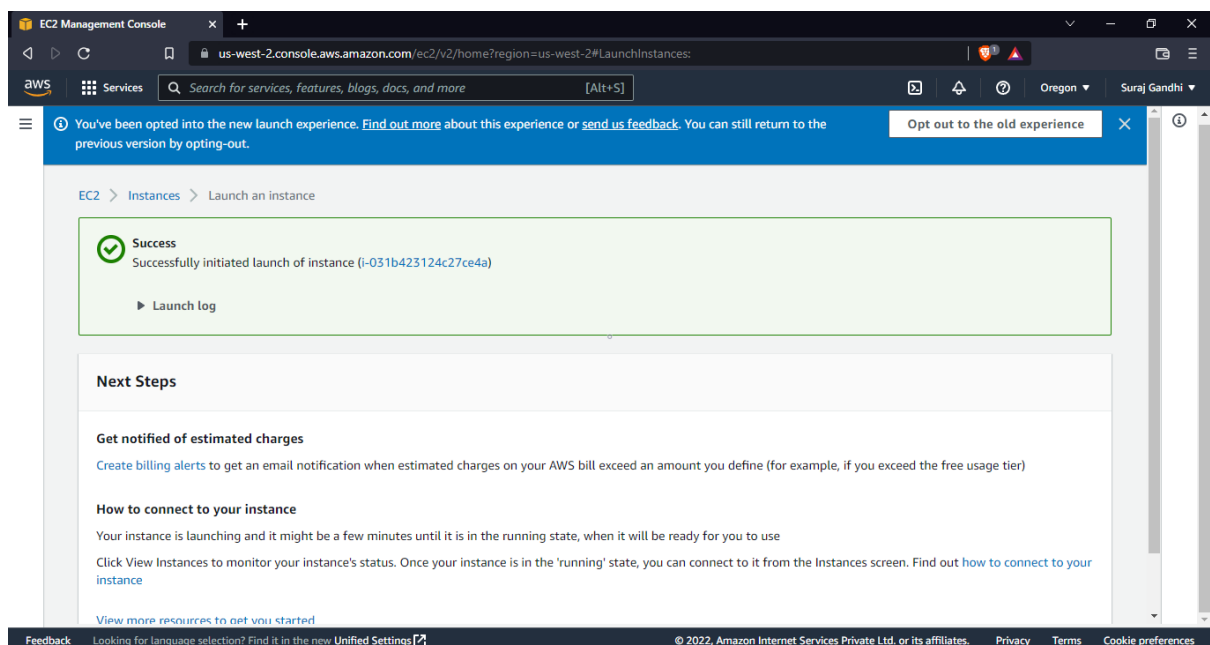 EC2 Management Console
us-west-2.console.aws.amazon.com/ec2/v2/home?region=us-west-2#LaunchInstances:
1
aws
Services
Search for services, features, blogs, docs, and more
[Alt+S]
Oregon
Suraj Gandhi
You've been opted into the new launch experience. Find out more about this experience or send us feedback. You can still return to the
previous version by opting-out.
Opt out to the old experience
EC2 > Instances > Launch an instance
Success
Successfully initiated launch of instance (i-031b423124c27ce4a)
Launch log
Next Steps
Get notified of estimated charges
Create billing alerts to get an email notification when estimated charges on your AWS bill exceed an amount you define (for example, if you exceed the free usage tier)
How to connect to your instance
Your instance is launching and it might be a few minutes until it is in the running state, when it will be ready for you to use
Click View Instances to monitor your instance's status. Once your instance is in the 'running' state, you can connect to it from the Instances screen. Find out how to connect to your
instance
View more resources to get you started
Feedback Looking for language selection? Find it in the new Unified Settings
© 2022, Amazon Internet Services Private Ltd. or its affiliates. Privacy Terms Cookie preferences